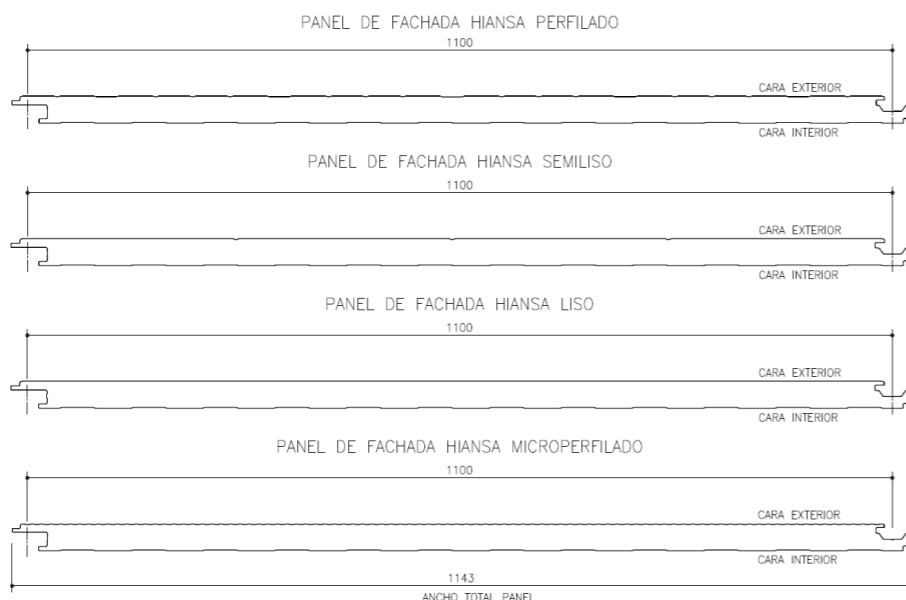 PANEL DE FACHADA HIANSA PERFILADO
1100
CARA EXTERIOR
CARA INTERIOR
PANEL DE FACHADA HIANSA SEMILISO
1100
CARA EXTERIOR
CARA INTERIOR
PANEL DE FACHADA HIANSA LISO
1100
CARA EXTERIOR
CARA INTERIOR
PANEL DE FACHADA HIANSA MICROPERFILADO
1100
CARA EXTERIOR
CARA INTERIOR
1143
ANCHO TOTAL PANEL